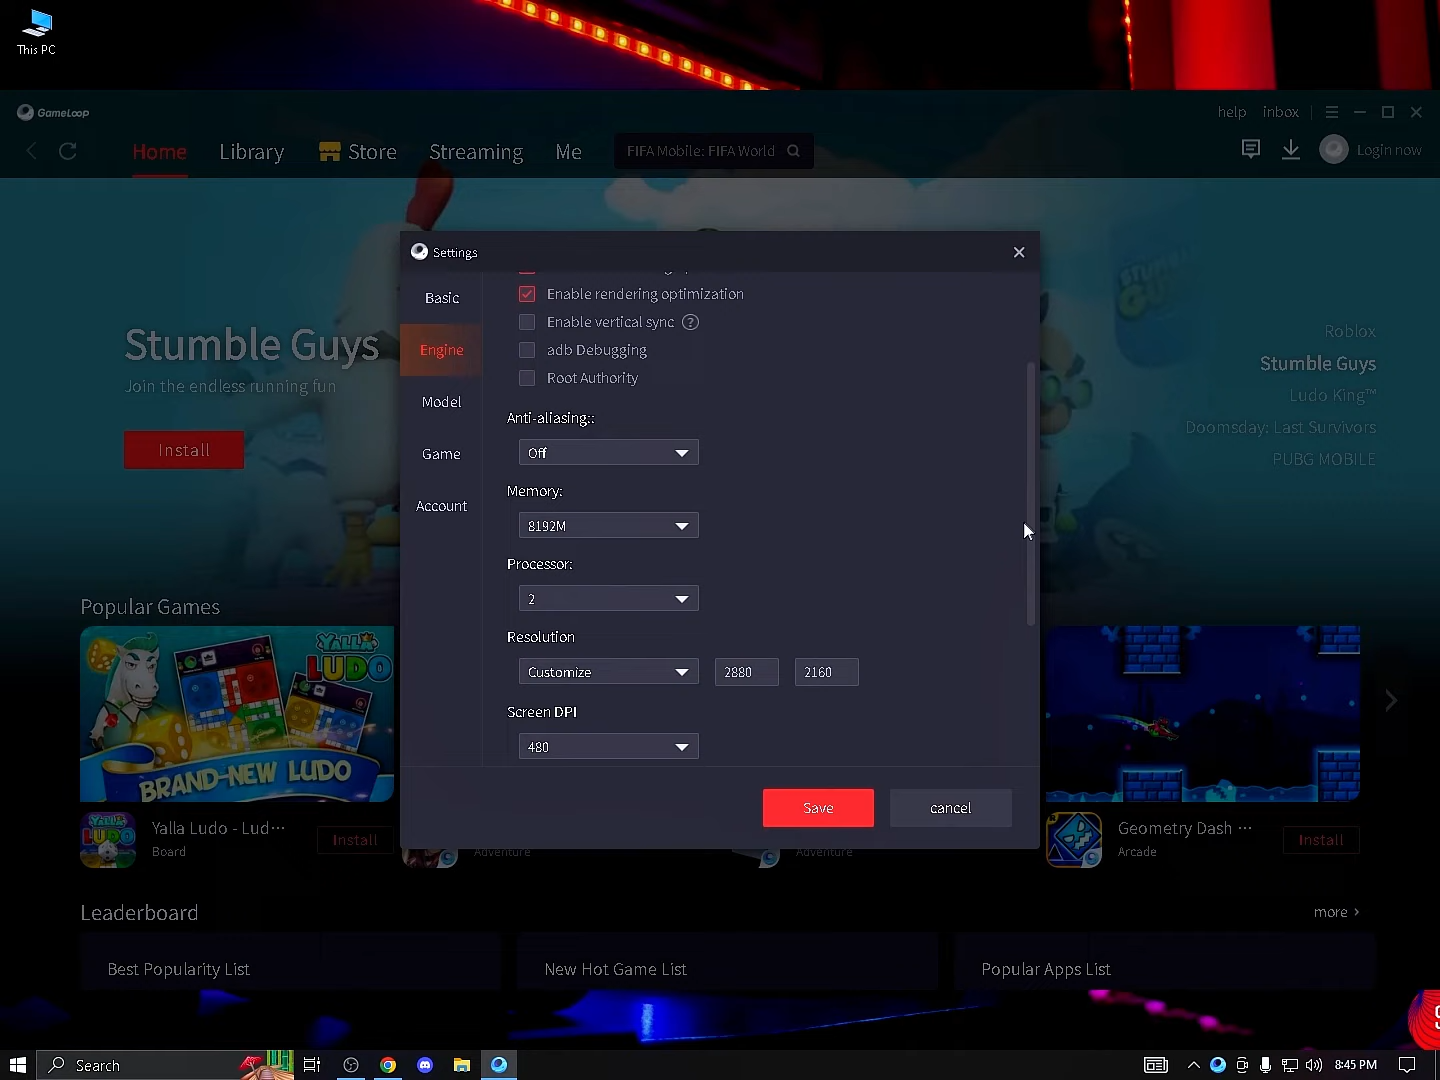 This PC
GameLoop
help inbox
Home Library Store Streaming Me FIFA Mobile: FIFA World Login now
Settings
Basic
Engine
Model
Game
Account
Enable rendering optimization
Enable vertical sync ?
adb Debugging
Root Authority
Anti-aliasing::
Off
Memory:
8192M
Processor:
2
Resolution
Customize 2880 2160
Screen DPI
480
Save cancel
Stumble Guys
Join the endless running fun
Install
STUMBLE GUYS
Roblox
Stumble Guys
Ludo King™
Doomsday: Last Survivors
PUBG MOBILE
Popular Games
YALLA LUDO
BRAND-NEW LUDO
YALLA LUDO
Yalla Ludo - Lud···
Board
Install
Adventure
Adventure
Geometry Dash ···
Arcade
Install
Leaderboard
more
Best Popularity List
New Hot Game List
Popular Apps List
Search
8:45 PM